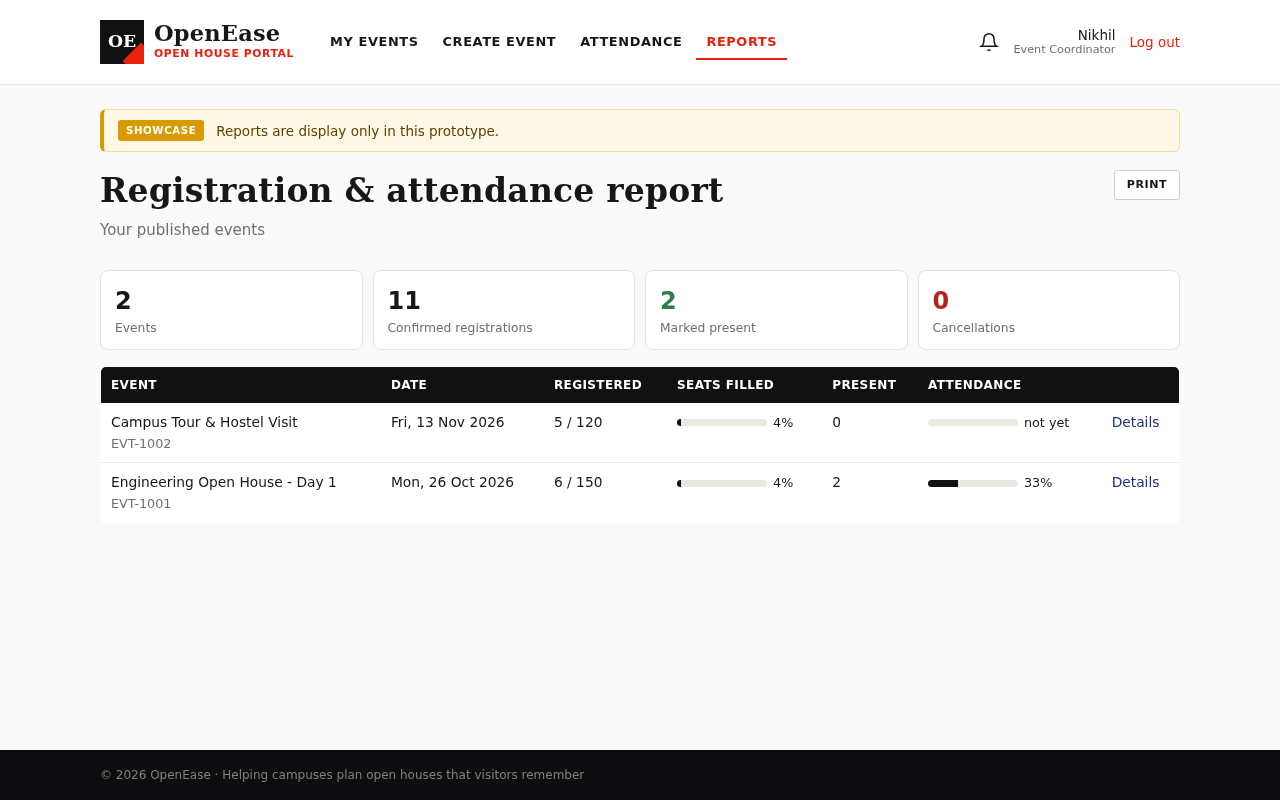 OE
OpenEase
OPEN HOUSE PORTAL
MY EVENTS CREATE EVENT ATTENDANCE REPORTS
Nikhil
Event Coordinator
Log out
SHOWCASE Reports are display only in this prototype.
Registration & attendance report
PRINT
Your published events
2
Events
11
Confirmed registrations
2
Marked present
0
Cancellations
EVENT DATE REGISTERED SEATS FILLED PRESENT ATTENDANCE
Campus Tour & Hostel Visit Fri, 13 Nov 2026 5 / 120 4% 0 not yet Details
EVT-1002
Engineering Open House - Day 1 Mon, 26 Oct 2026 6 / 150 4% 2 33% Details
EVT-1001
© 2026 OpenEase · Helping campuses plan open houses that visitors remember